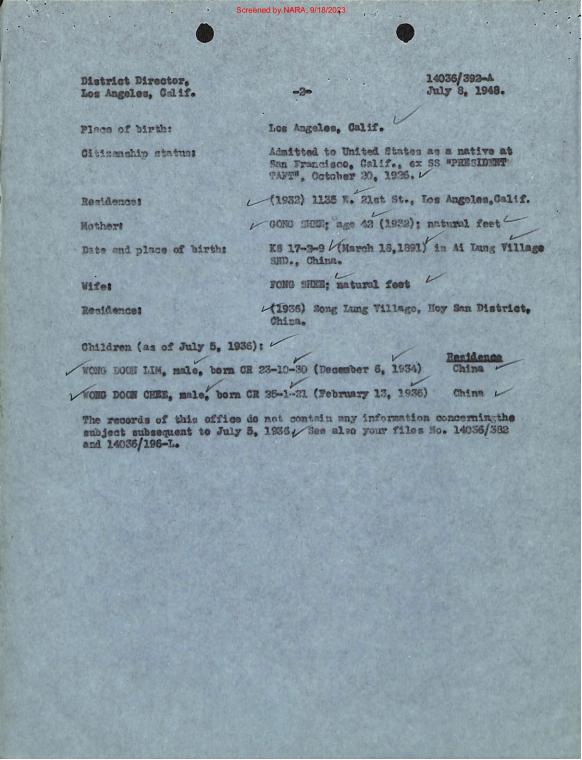 Screened by NARA, 9/18/2023
District Director, 14036/392-A
Los Angeles, Calif. -2- July 8, 1948.
Place of birth: Los Angeles, Calif.
Citizenship status: Admitted to United States as a native at
San Francisco, Calif., ex SS "PRESIDENT
TAFT", October 20, 1926.
Residence: (1932) 1135 W. 21st St., Los Angeles,Calif.
Mother: GONG SHEE; age 42 (1932); natural feet
Date and place of birth: KS 17-3-9 (March 18,1891) in Ai Lung Village
SND., China.
Wife: FONG SHEE; natural feet
Residence: (1936) Song Lung Village, Hoy San District,
China.
Children (as of July 5, 1936):
Residence
WONG DOON LIM, male, born CR 23-10-30 (December 6, 1934) China
WONG DOON CHEE, male, born CR 25-1-21 (February 13, 1936) China
The records of this office do not contain any information concerning the
subject subsequent to July 5, 1936. See also your files No. 14036/382
and 14036/196-L.